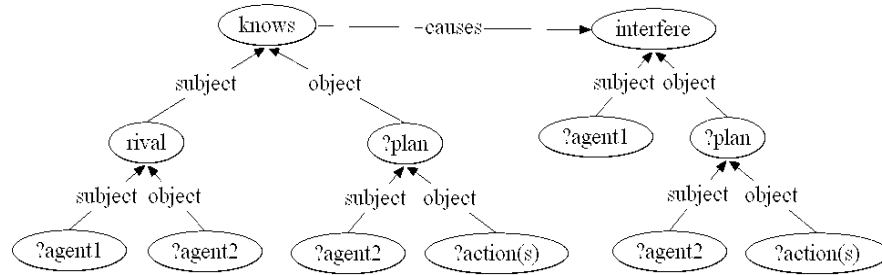 knows -causes interfere
subject object subject object
rival ?plan ?agent1 ?plan
subject object subject object subject object
?agent1 ?agent2 ?agent2 ?action(s) ?agent2 ?action(s)